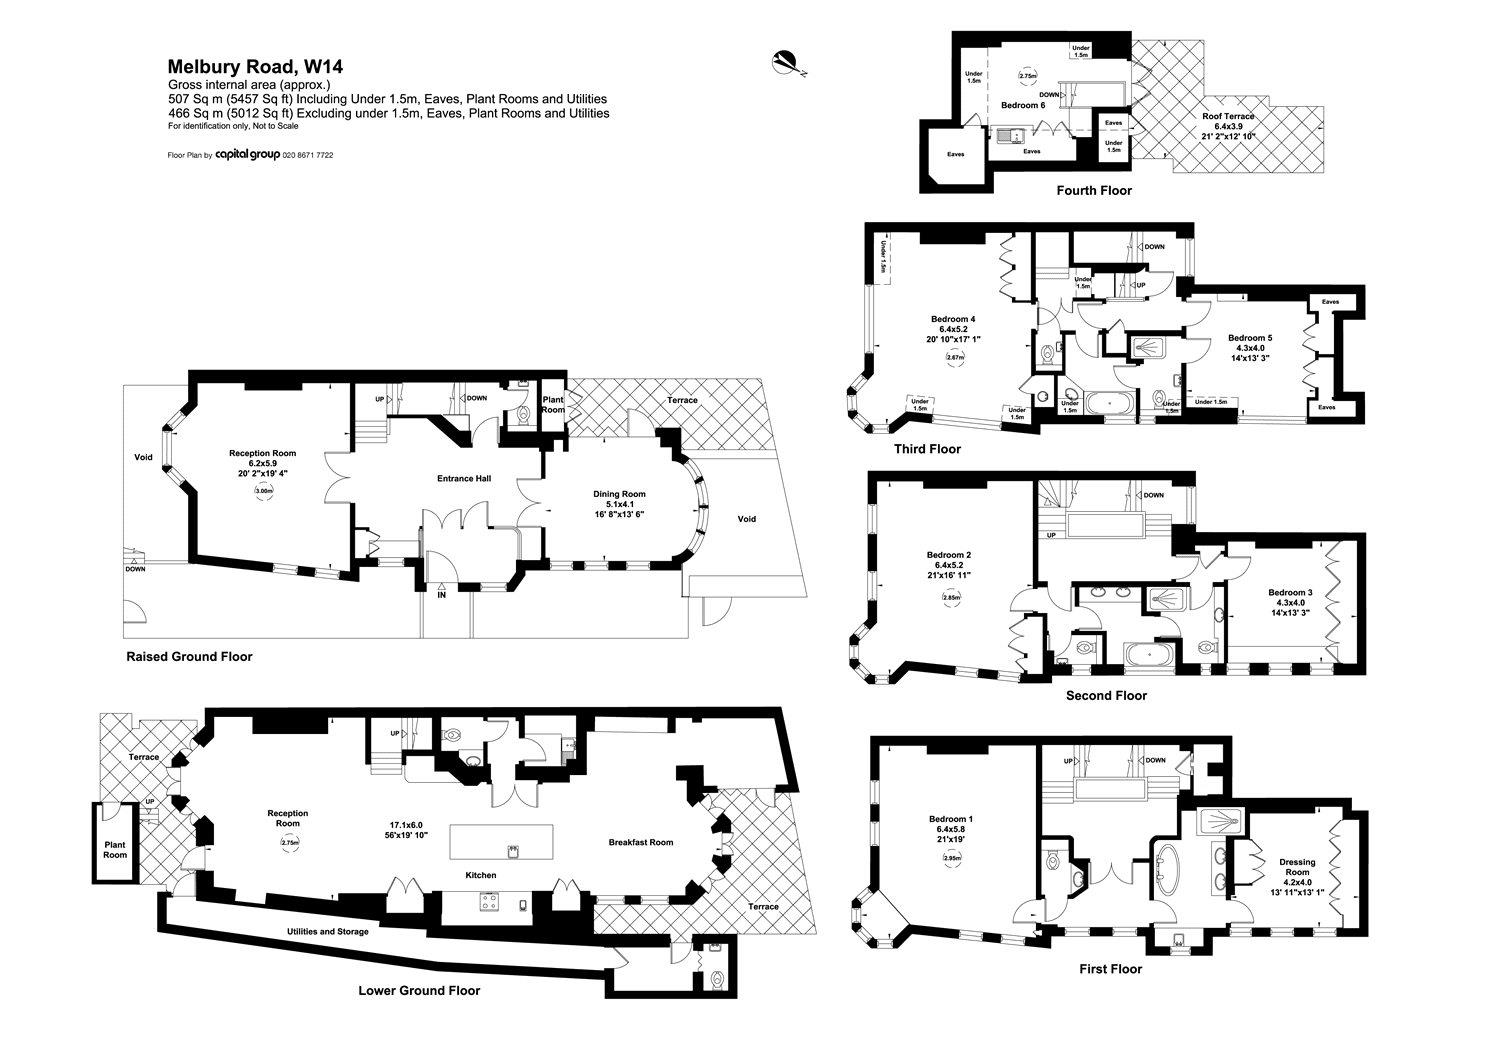 Melbury Road, W14
Gross internal area (approx.)
507 Sq m (5457 Sq ft) Including Under 1.5m, Eaves, Plant Rooms and Utilities
466 Sq m (5012 Sq ft) Excluding under 1.5m, Eaves, Plant Rooms and Utilities
For identification only, Not to Scale
Floor Plan by capital group 020 8671 7722
N
Under
1.5m
Under
1.5m
2.75m
DOWN
Bedroom 6
Eaves
Under
1.5m
Eaves
Eaves
Roof Terrace
6.4x3.9
21' 2"x12' 10"
Fourth Floor
Under 1.5m
DOWN
Under
1.5m
UP
Eaves
Bedroom 4
6.4x5.2
20' 10"x17' 1"
2.67m
Bedroom 5
4.3x4.0
14'x13' 3"
Under
1.5m
Under
1.5m
Under
1.5m
Under
1.5m
Under 1.5m
Eaves
Third Floor
UP
DOWN
Plant
Room
Terrace
Void
Reception Room
6.2x5.9
20' 2"x19' 4"
3.00m
Entrance Hall
Dining Room
5.1x4.1
16' 8"x13' 6"
Void
DOWN
IN
Raised Ground Floor
DOWN
UP
Bedroom 2
6.4x5.2
21'x16' 11"
2.85m
Bedroom 3
4.3x4.0
14'x13' 3"
Second Floor
Terrace
UP
UP
Plant
Room
Reception
Room
2.75m
17.1x6.0
56'x19' 10"
Kitchen
Breakfast Room
Terrace
Utilities and Storage
Lower Ground Floor
UP
DOWN
Bedroom 1
6.4x5.8
21'x19'
2.95m
Dressing
Room
4.2x4.0
13' 11"x13' 1"
First Floor